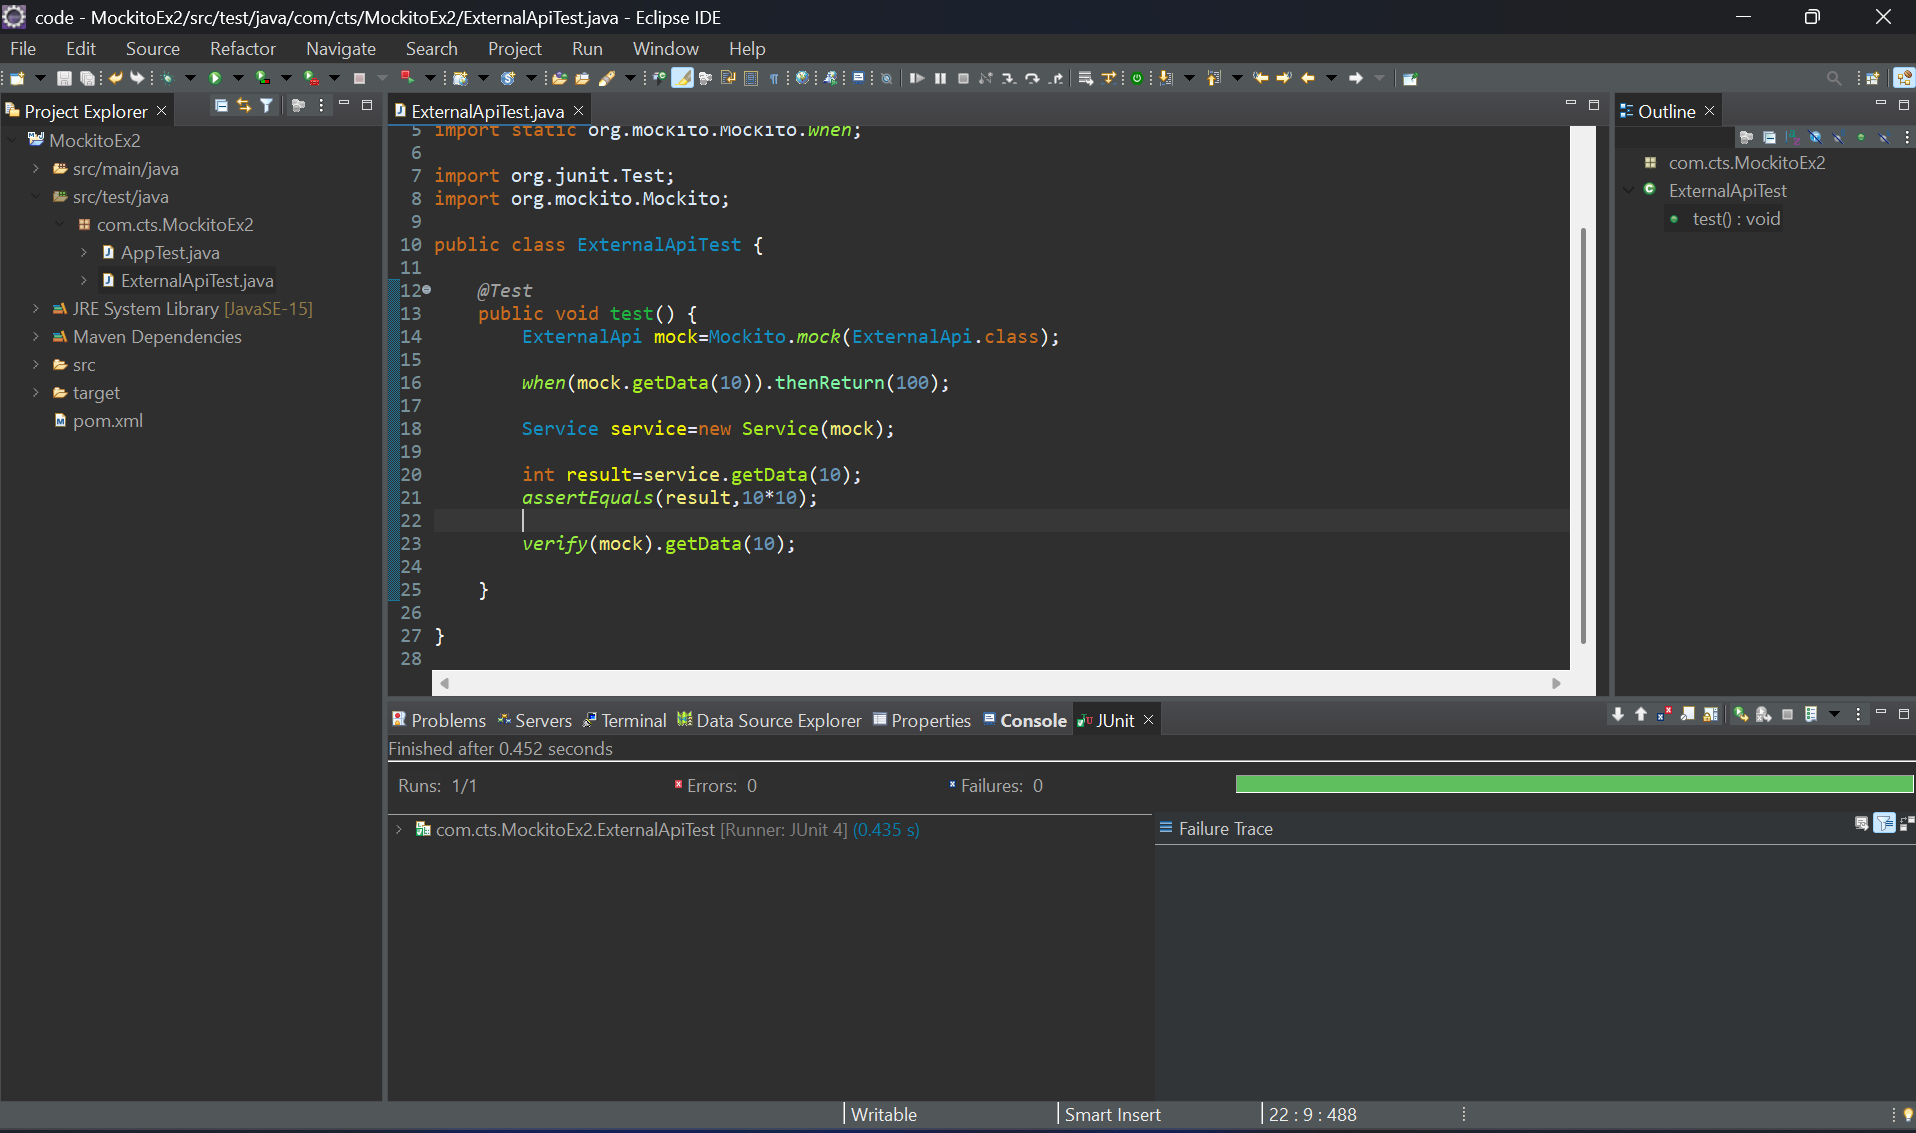 code - MockitoEx2/src/test/java/com/cts/MockitoEx2/ExternalApiTest.java - Eclipse IDE
File Edit Source Refactor Navigate Search Project Run Window Help
Project Explorer
MockitoEx2
src/main/java
src/test/java
com.cts.MockitoEx2
AppTest.java
ExternalApiTest.java
JRE System Library [JavaSE-15]
Maven Dependencies
src
target
pom.xml
ExternalApiTest.java
5 import static org.mockito.Mockito.when;
6
7 import org.junit.Test;
8 import org.mockito.Mockito;
9
10 public class ExternalApiTest {
11
12 @Test
13 public void test() {
14 ExternalApi mock=Mockito.mock(ExternalApi.class);
15
16 when(mock.getData(10)).thenReturn(100);
17
18 Service service=new Service(mock);
19
20 int result=service.getData(10);
21 assertEquals(result,10*10);
22
23 verify(mock).getData(10);
24
25 }
26
27 }
28
Outline
com.cts.MockitoEx2
ExternalApiTest
test() : void
Problems Servers Terminal Data Source Explorer Properties Console JUnit
Finished after 0.452 seconds
Runs: 1/1 Errors: 0 Failures: 0
com.cts.MockitoEx2.ExternalApiTest [Runner: JUnit 4] (0.435 s)
Failure Trace
Writable Smart Insert 22 : 9 : 488